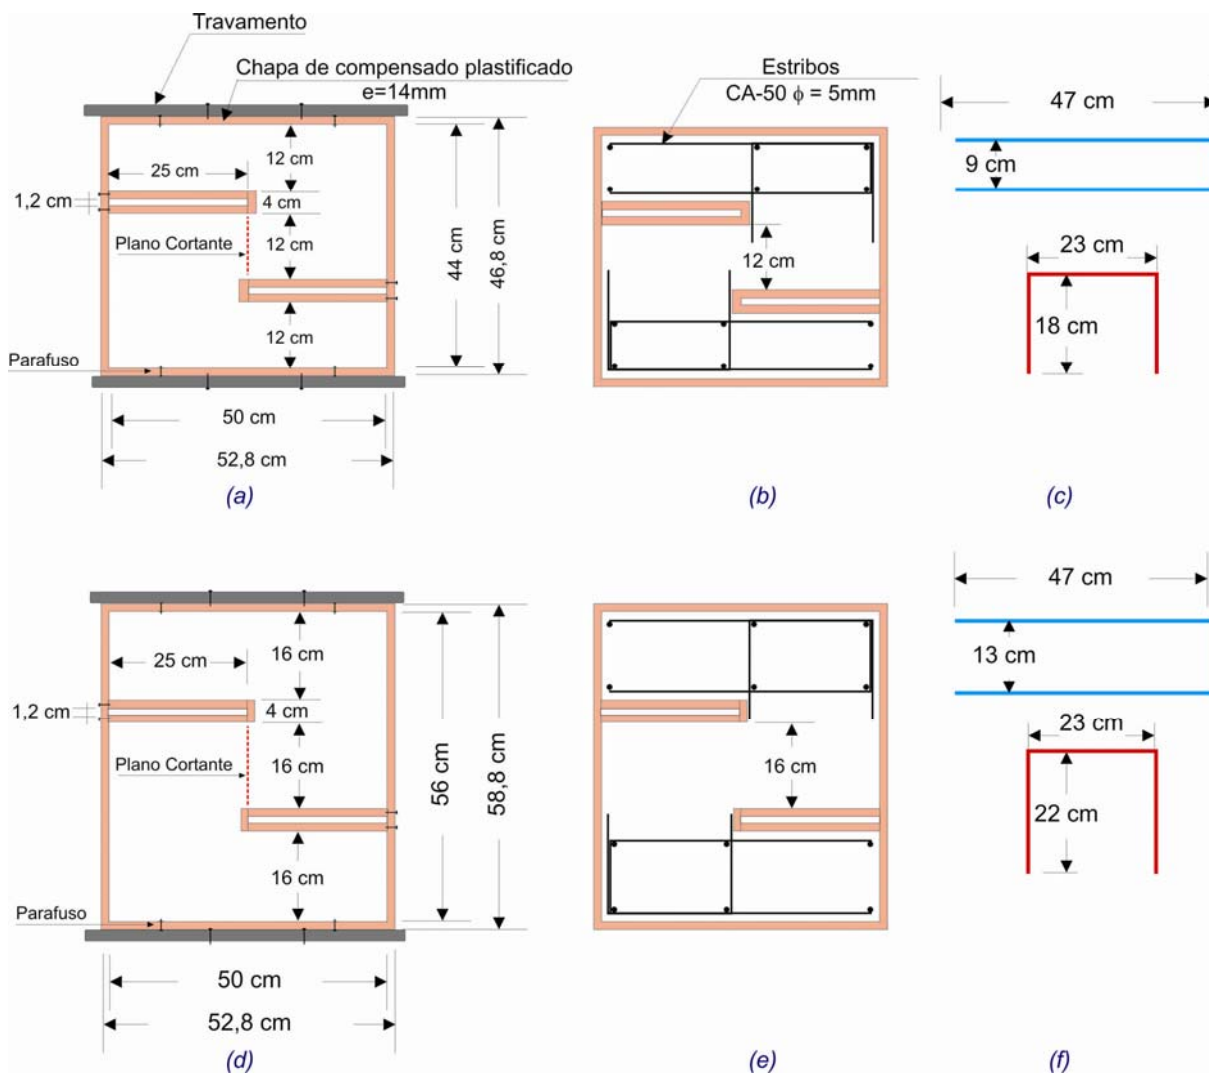 Travamento
Chapa de compensado plastificado
e=14mm
12 cm
25 cm
1,2 cm
4 cm
Plano Cortante
12 cm
44 cm
46,8 cm
12 cm
Parafuso
50 cm
52,8 cm
(a)
Estribos
CA-50 ϕ = 5mm
12 cm
(b)
47 cm
9 cm
23 cm
18 cm
(c)
16 cm
25 cm
1,2 cm
4 cm
Plano Cortante
16 cm
56 cm
58,8 cm
16 cm
Parafuso
50 cm
52,8 cm
(d)
16 cm
(e)
47 cm
13 cm
23 cm
22 cm
(f)